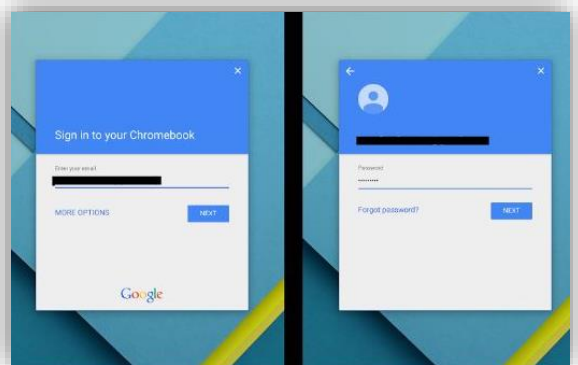 Sign in to your Chromebook
Enter your email
MORE OPTIONS
NEXT
Google
Password
Forgot password?
NEXT